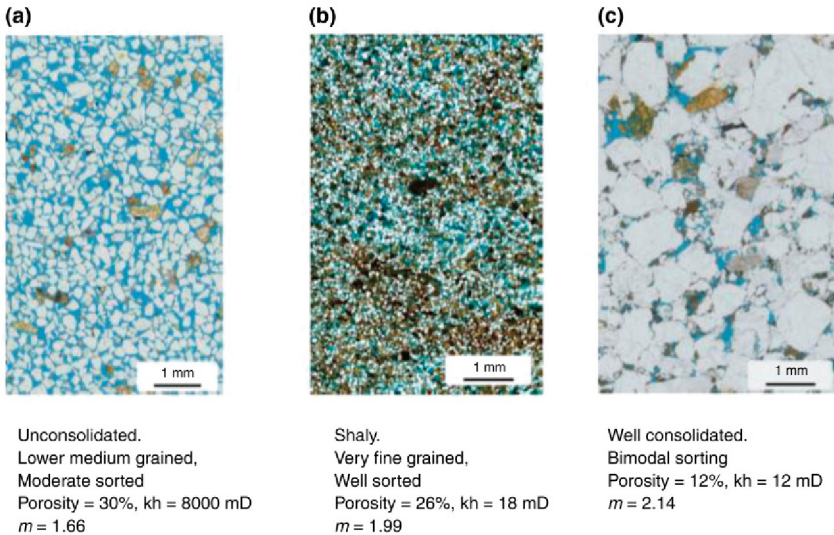 (a)
(b)
(c)
1 mm
1 mm
1 mm
Unconsolidated.
Lower medium grained,
Moderate sorted
Porosity = 30%, kh = 8000 mD
m = 1.66
Shaly.
Very fine grained,
Well sorted
Porosity = 26%, kh = 18 mD
m = 1.99
Well consolidated.
Bimodal sorting
Porosity = 12%, kh = 12 mD
m = 2.14